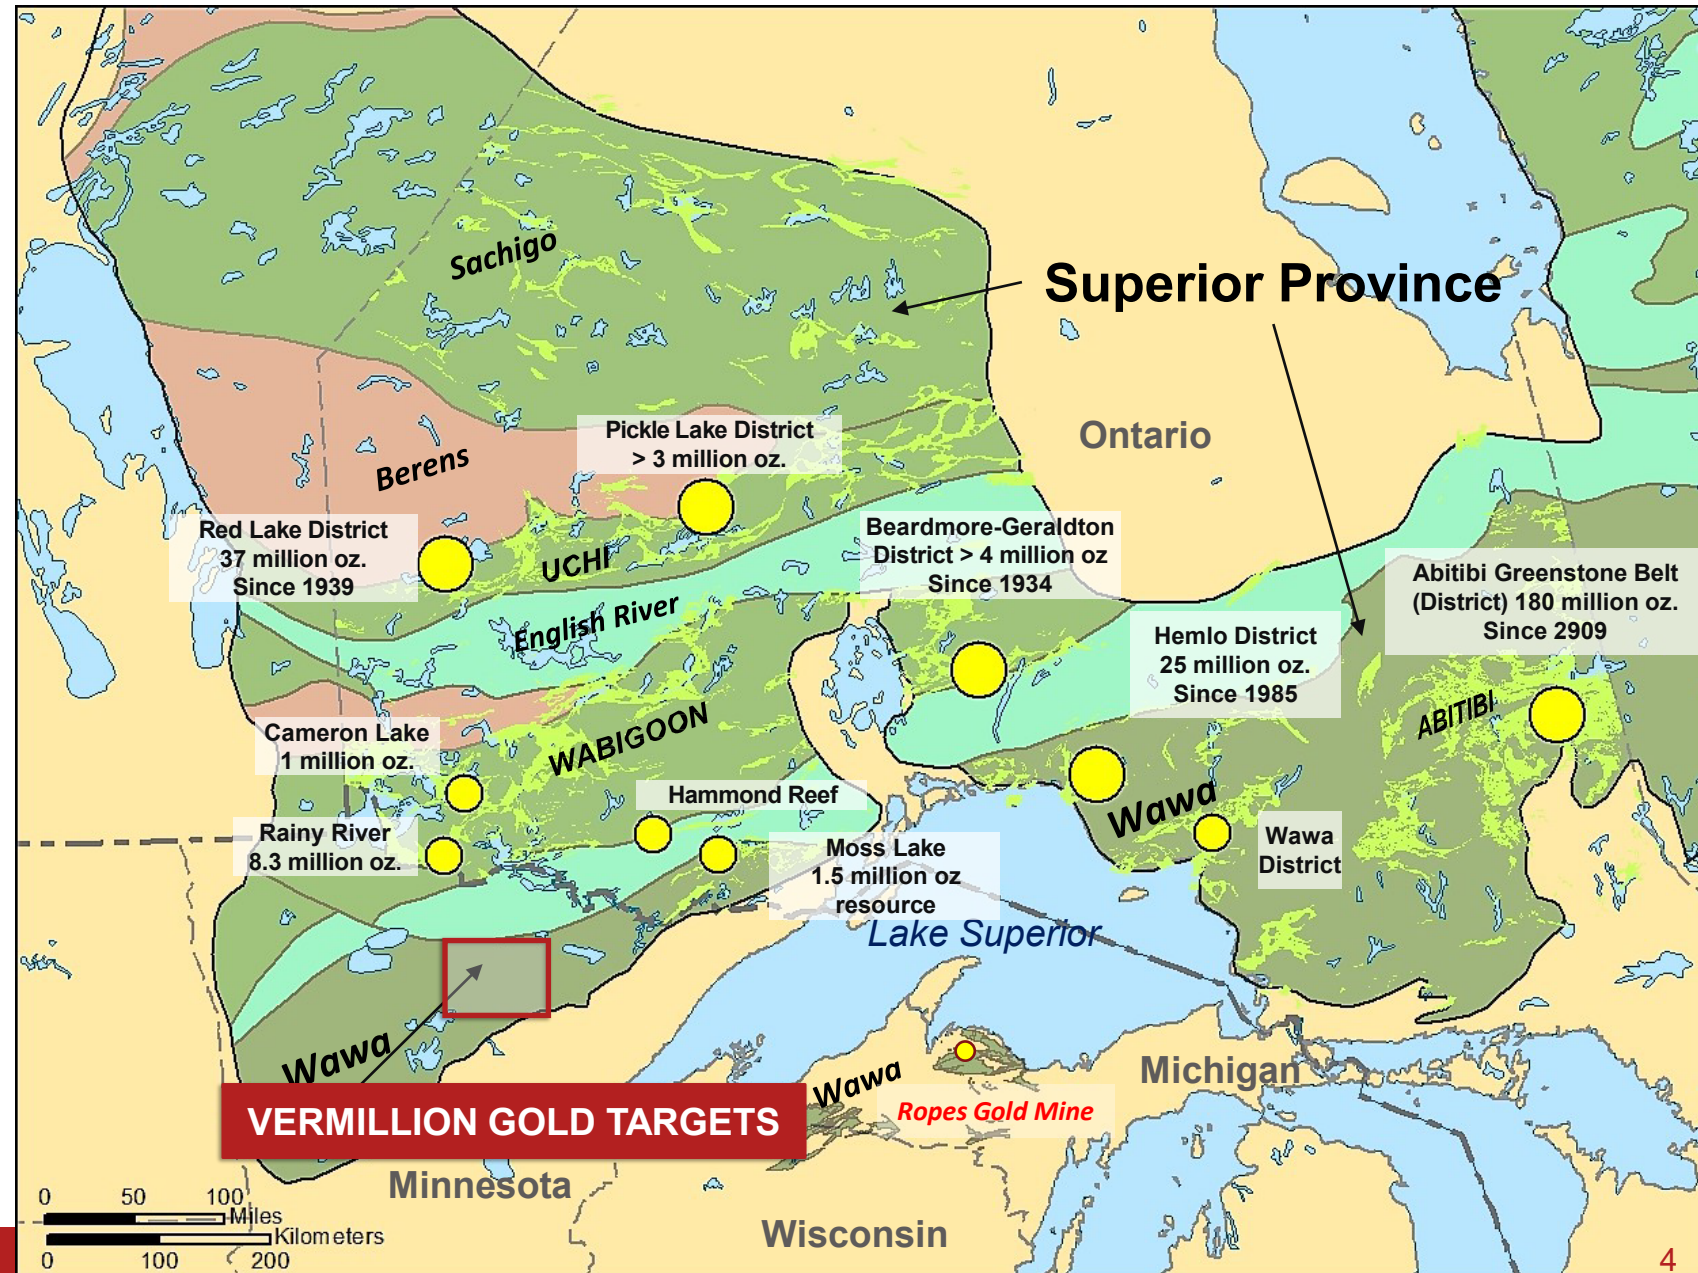 Sachigo
Superior Province
Ontario
Pickle Lake District
> 3 million oz.
Berens
Red Lake District
37 million oz.
Since 1939
UCHI
Beardmore-Geraldton
District > 4 million oz
Since 1934
Abitibi Greenstone Belt
(District) 180 million oz.
Since 2909
English River
Hemlo District
25 million oz.
Since 1985
ABITIBI
WABIGOON
Cameron Lake
1 million oz.
Hammond Reef
Wawa
Rainy River
8.3 million oz.
Moss Lake
1.5 million oz
resource
Wawa
District
Lake Superior
Wawa
Wawa
Michigan
Ropes Gold Mine
VERMILLION GOLD TARGETS
Minnesota
Wisconsin
0 50 100
Miles
Kilometers
0 100 200
4